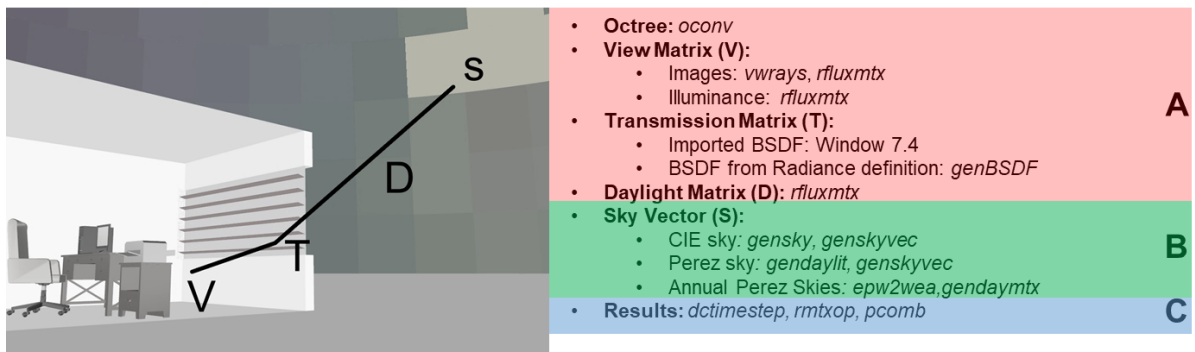 S
D
T
V
• Octree: oconv
• View Matrix (V):
• Images: vwrays, rfluxmtx
• Illuminance: rfluxmtx
• Transmission Matrix (T):
• Imported BSDF: Window 7.4
• BSDF from Radiance definition: genBSDF
• Daylight Matrix (D): rfluxmtx
A
• Sky Vector (S):
• CIE sky: gensky, genskyvec
• Perez sky: gendaylit, genskyvec
• Annual Perez Skies: epw2wea,gendaymtx
B
• Results: dctimestep, rmtxop, pcomb
C